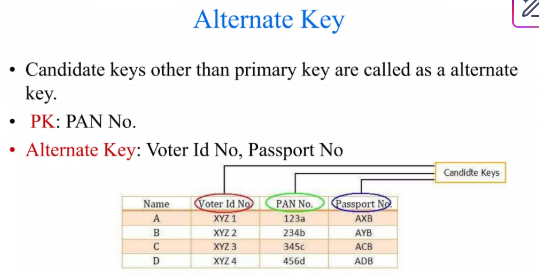 Alternate Key
• Candidate keys other than primary key are called as a alternate
key.
• PK: PAN No.
• Alternate Key: Voter Id No, Passport No
Candidte Keys
Name Voter Id No PAN No. Passport No
A XYZ 1 123a AXB
B XYZ 2 234b AYB
C XYZ 3 345c ACB
D XYZ 4 456d ADB